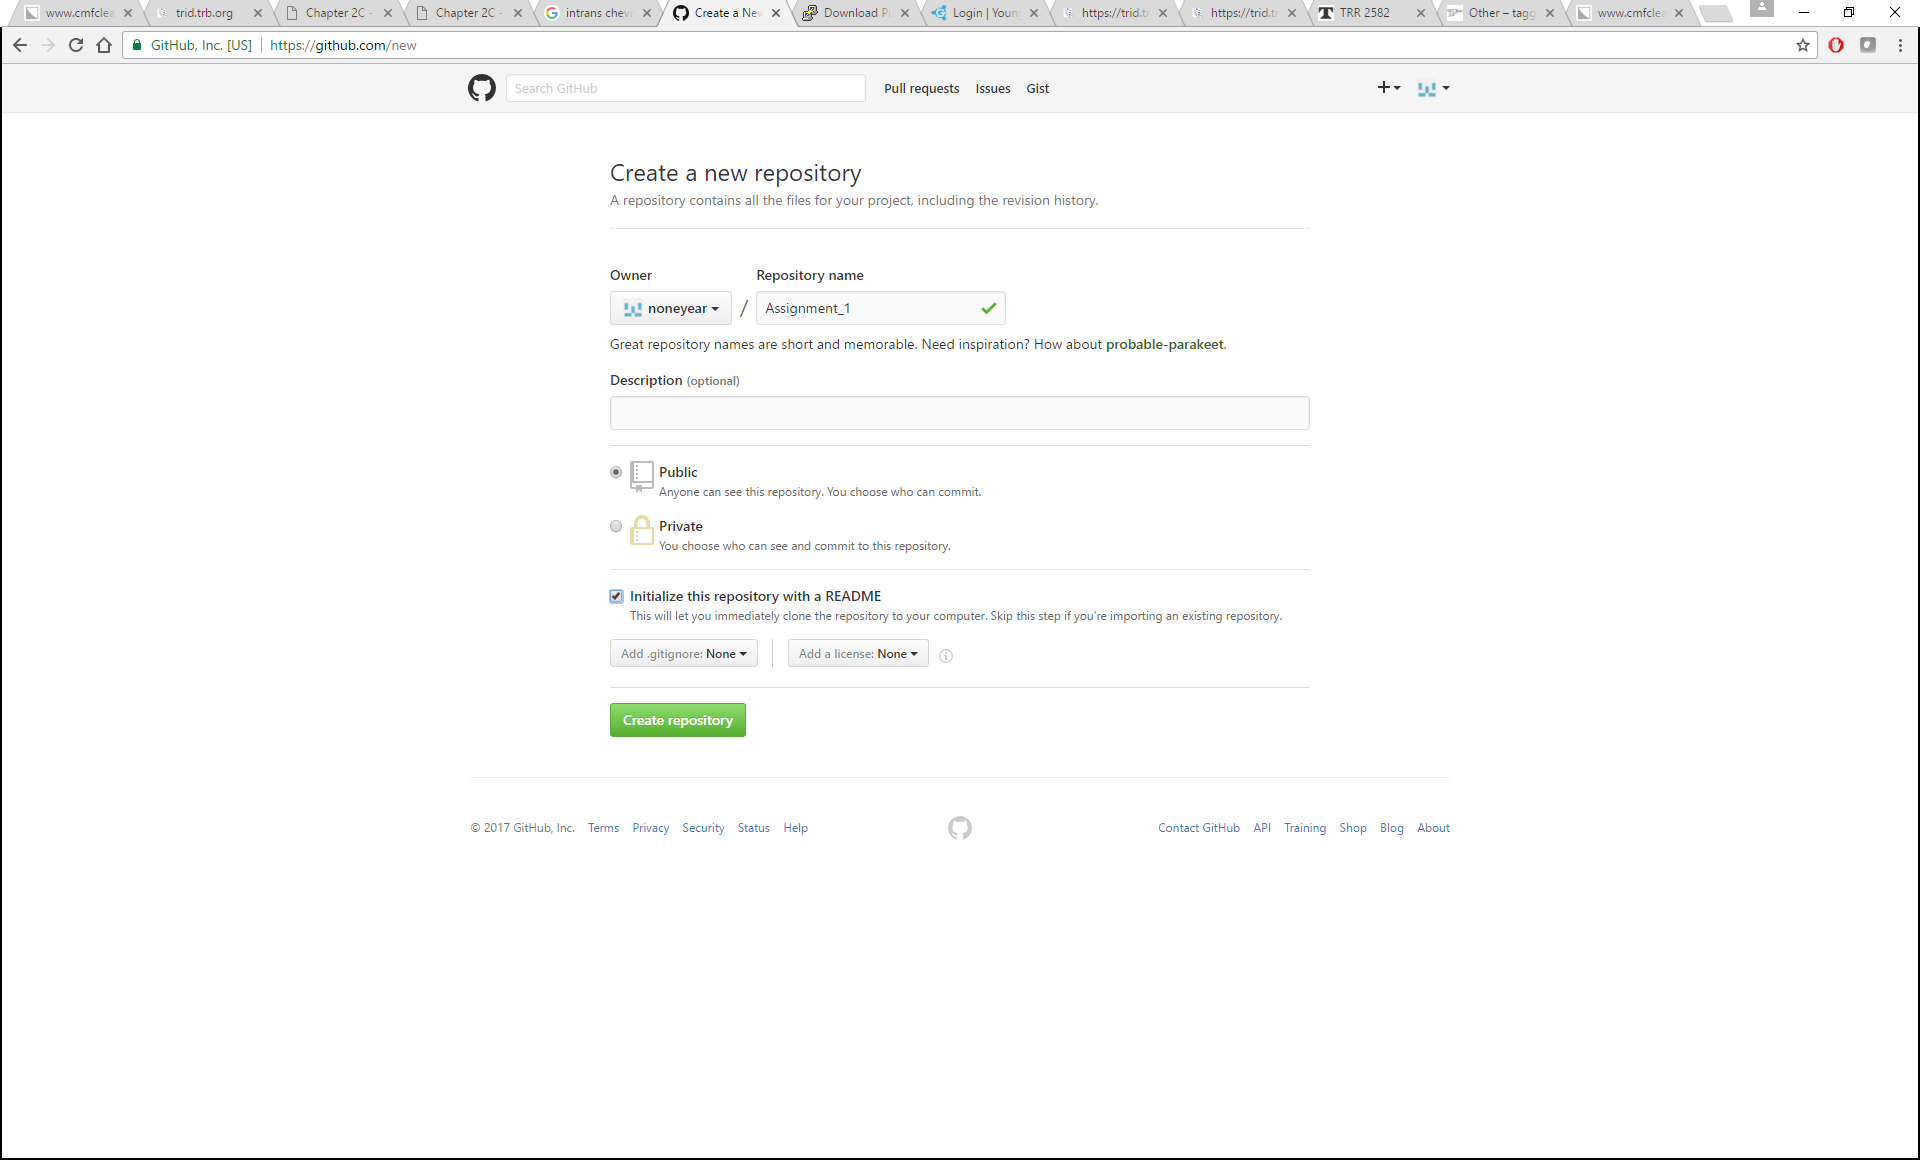 www.cmfclea trid.trb.org Chapter 2C - Chapter 2C - intrans chevr Create a New Download Pu Login | Young https://trid.t https://trid.t TRR 2582 Other – tagg www.cmfclea
GitHub, Inc. [US] https://github.com/new
Search GitHub Pull requests Issues Gist
Create a new repository
A repository contains all the files for your project, including the revision history.
Owner Repository name
noneyear / Assignment_1
Great repository names are short and memorable. Need inspiration? How about probable-parakeet.
Description (optional)
Public
Anyone can see this repository. You choose who can commit.
Private
You choose who can see and commit to this repository.
Initialize this repository with a README
This will let you immediately clone the repository to your computer. Skip this step if you're importing an existing repository.
Add .gitignore: None Add a license: None
Create repository
© 2017 GitHub, Inc. Terms Privacy Security Status Help Contact GitHub API Training Shop Blog About